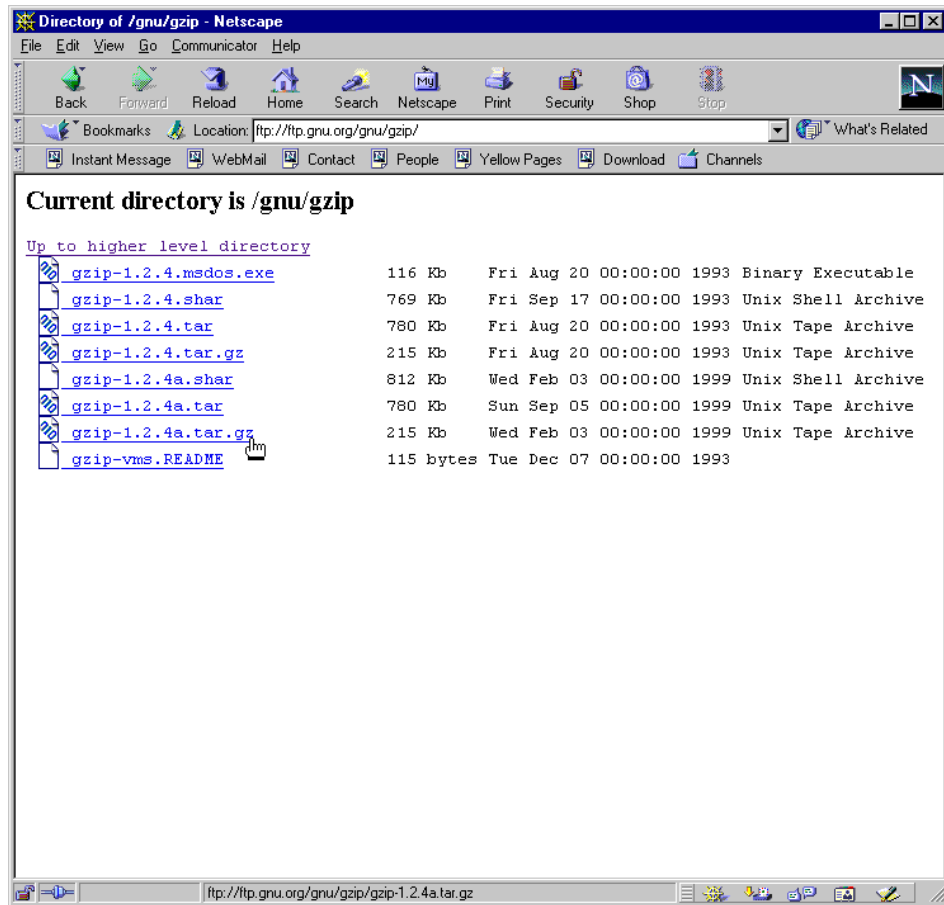 Directory of /gnu/gzip - Netscape
File Edit View Go Communicator Help
My
N
Back Forward Reload Home Search Netscape Print Security Shop Stop
Bookmarks Location: ftp://ftp.gnu.org/gnu/gzip/ What's Related
Instant Message WebMail Contact People Yellow Pages Download Channels
Current directory is /gnu/gzip
Up to higher level directory
gzip-1.2.4.msdos.exe 116 Kb Fri Aug 20 00:00:00 1993 Binary Executable
gzip-1.2.4.shar 769 Kb Fri Sep 17 00:00:00 1993 Unix Shell Archive
gzip-1.2.4.tar 780 Kb Fri Aug 20 00:00:00 1993 Unix Tape Archive
gzip-1.2.4.tar.gz 215 Kb Fri Aug 20 00:00:00 1993 Unix Tape Archive
gzip-1.2.4a.shar 812 Kb Wed Feb 03 00:00:00 1999 Unix Shell Archive
gzip-1.2.4a.tar 780 Kb Sun Sep 05 00:00:00 1999 Unix Tape Archive
gzip-1.2.4a.tar.gz 215 Kb Wed Feb 03 00:00:00 1999 Unix Tape Archive
gzip-vms.README 115 bytes Tue Dec 07 00:00:00 1993
ftp://ftp.gnu.org/gnu/gzip/gzip-1.2.4a.tar.gz